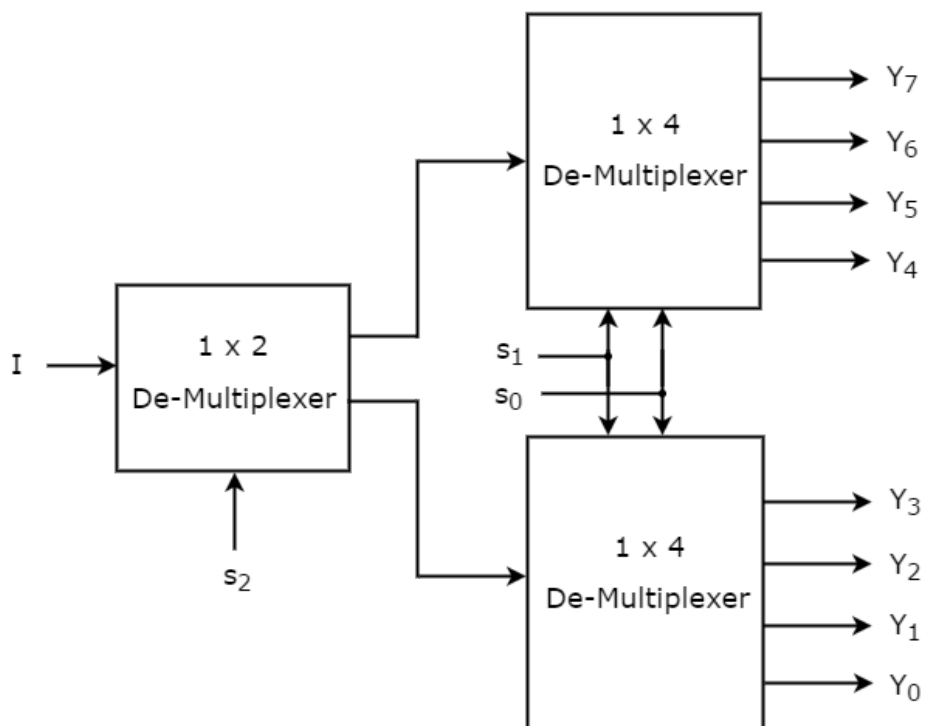 1 x 4
De-Multiplexer
Y₇
Y₆
Y₅
Y₄
I
1 x 2
De-Multiplexer
s₂
s₁
s₀
1 x 4
De-Multiplexer
Y₃
Y₂
Y₁
Y₀